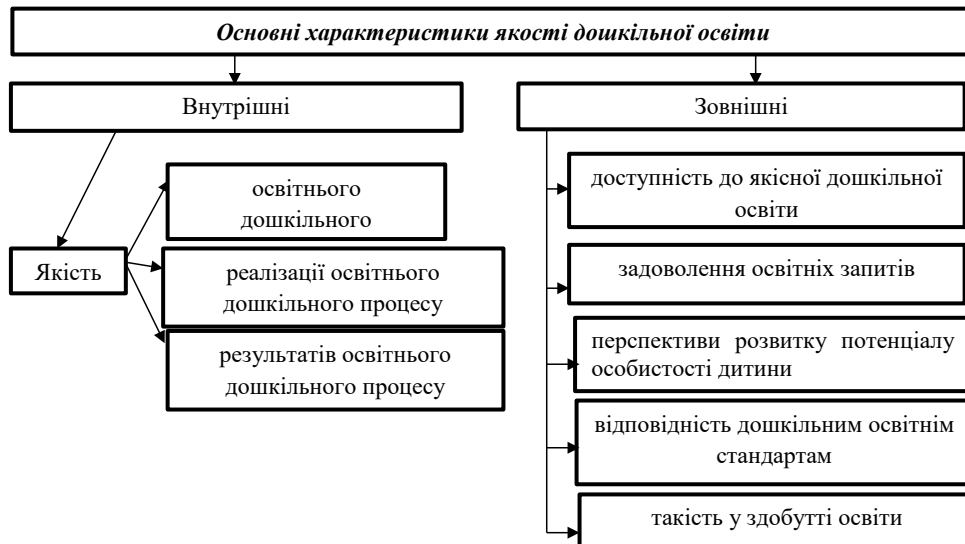 Основні характеристики якості дошкільної освіти
Внутрішні
Зовнішні
Якість
освітнього
дошкільного
реалізації освітнього
дошкільного процесу
результатів освітнього
дошкільного процесу
доступність до якісної дошкільної
освіти
задоволення освітніх запитів
перспективи розвитку потенціалу
особистості дитини
відповідність дошкільним освітнім
стандартам
такість у здобутті освіти